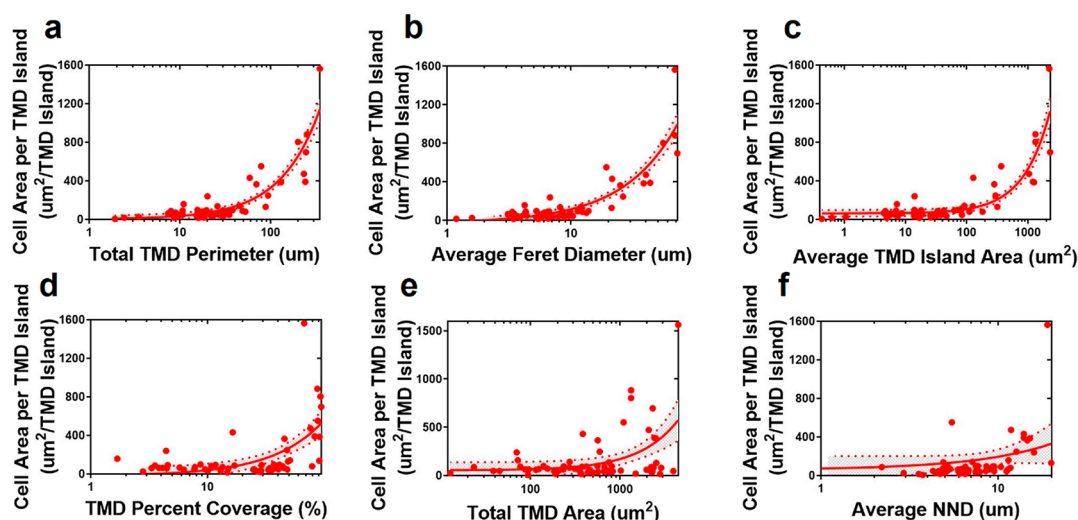 a
Cell Area per TMD Island
(um²/TMD Island)
1600
1200
800
400
0
1
10
100
Total TMD Perimeter (um)
b
Cell Area per TMD Island
(um²/TMD Island)
1600
1200
800
400
0
1
10
Average Feret Diameter (um)
c
Cell Area per TMD Island
(um²/TMD Island)
1600
1200
800
400
0
1
10
100
1000
Average TMD Island Area (um²)
d
Cell Area per TMD Island
(um²/TMD Island)
1600
1200
800
400
0
1
10
TMD Percent Coverage (%)
e
Cell Area per TMD Island
(um²/TMD Island)
1500
1000
500
0
100
1000
Total TMD Area (um²)
f
Cell Area per TMD Island
(um²/TMD Island)
1600
1200
800
400
0
1
10
Average NND (um)